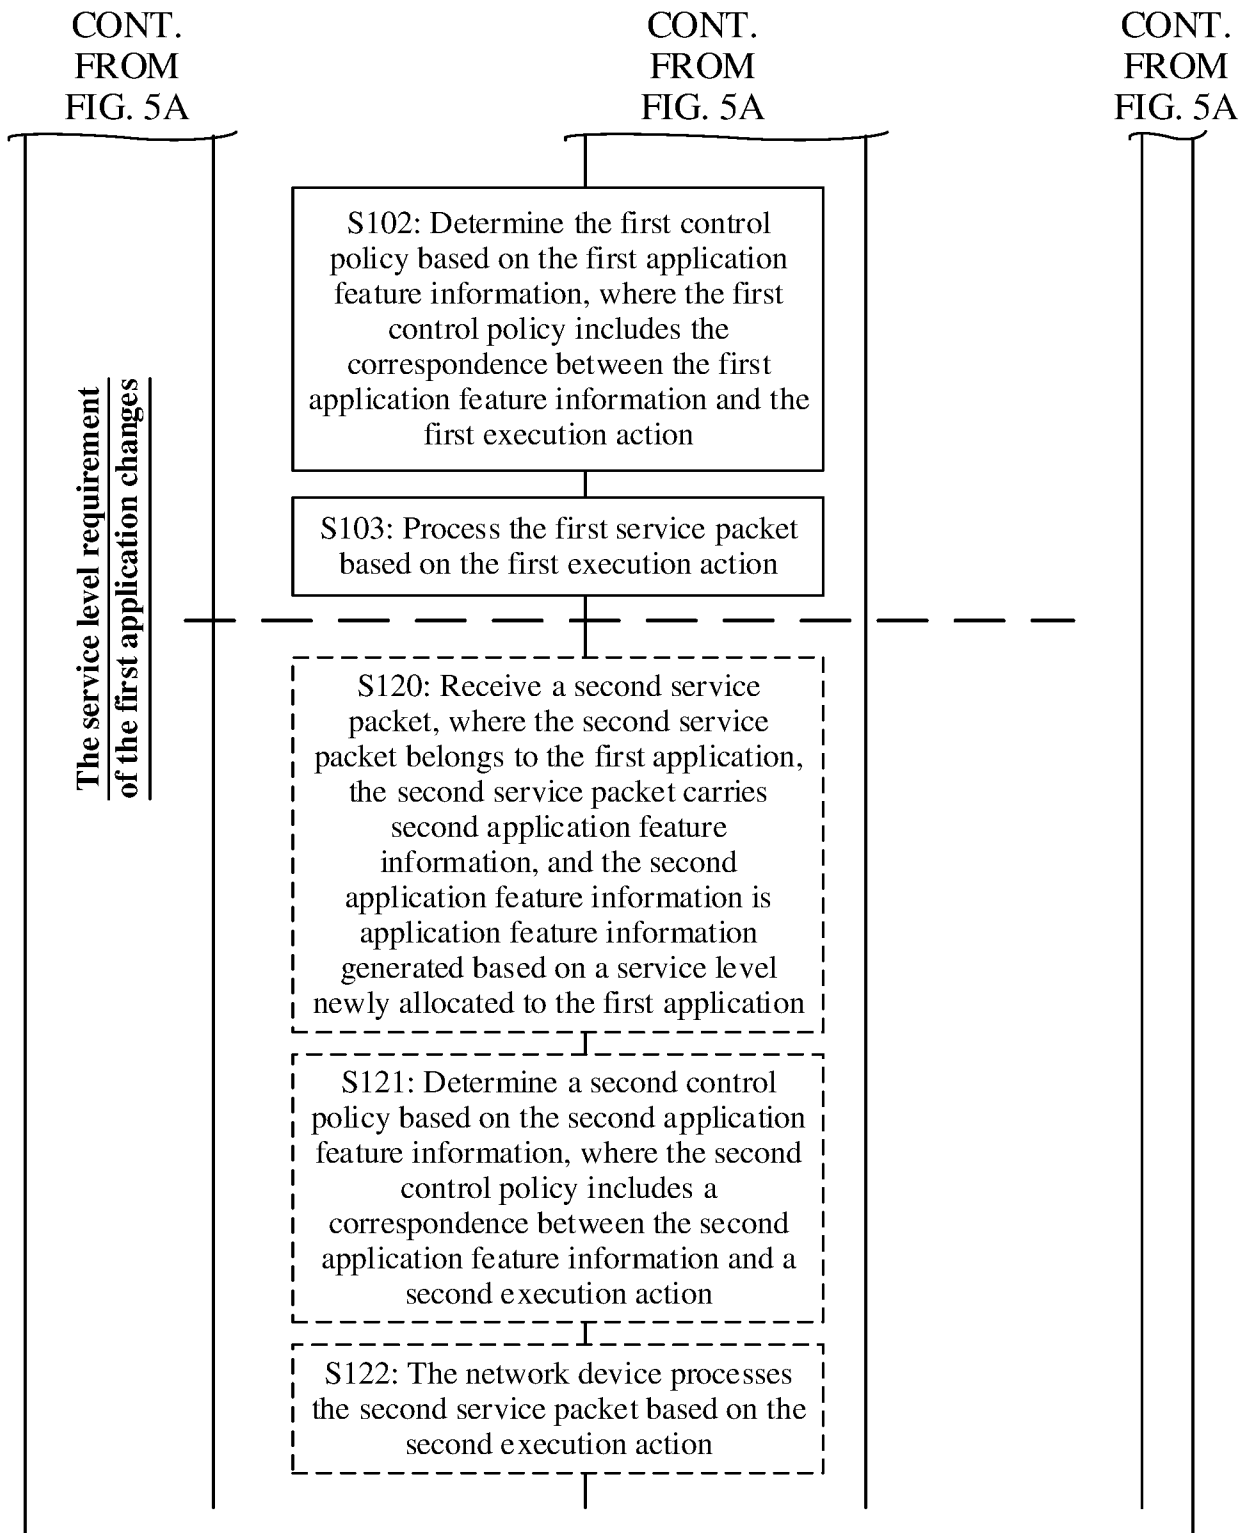 CONT.
FROM
FIG. 5A
CONT.
FROM
FIG. 5A
CONT.
FROM
FIG. 5A
S102: Determine the first control
policy based on the first application
feature information, where the first
control policy includes the
correspondence between the first
application feature information and the
first execution action
S103: Process the first service packet
based on the first execution action
The service level requirement
of the first application changes
S120: Receive a second service
packet, where the second service
packet belongs to the first application,
the second service packet carries
second application feature
information, and the second
application feature information is
application feature information
generated based on a service level
newly allocated to the first application
S121: Determine a second control
policy based on the second application
feature information, where the second
control policy includes a
correspondence between the second
application feature information and a
second execution action
S122: The network device processes
the second service packet based on the
second execution action